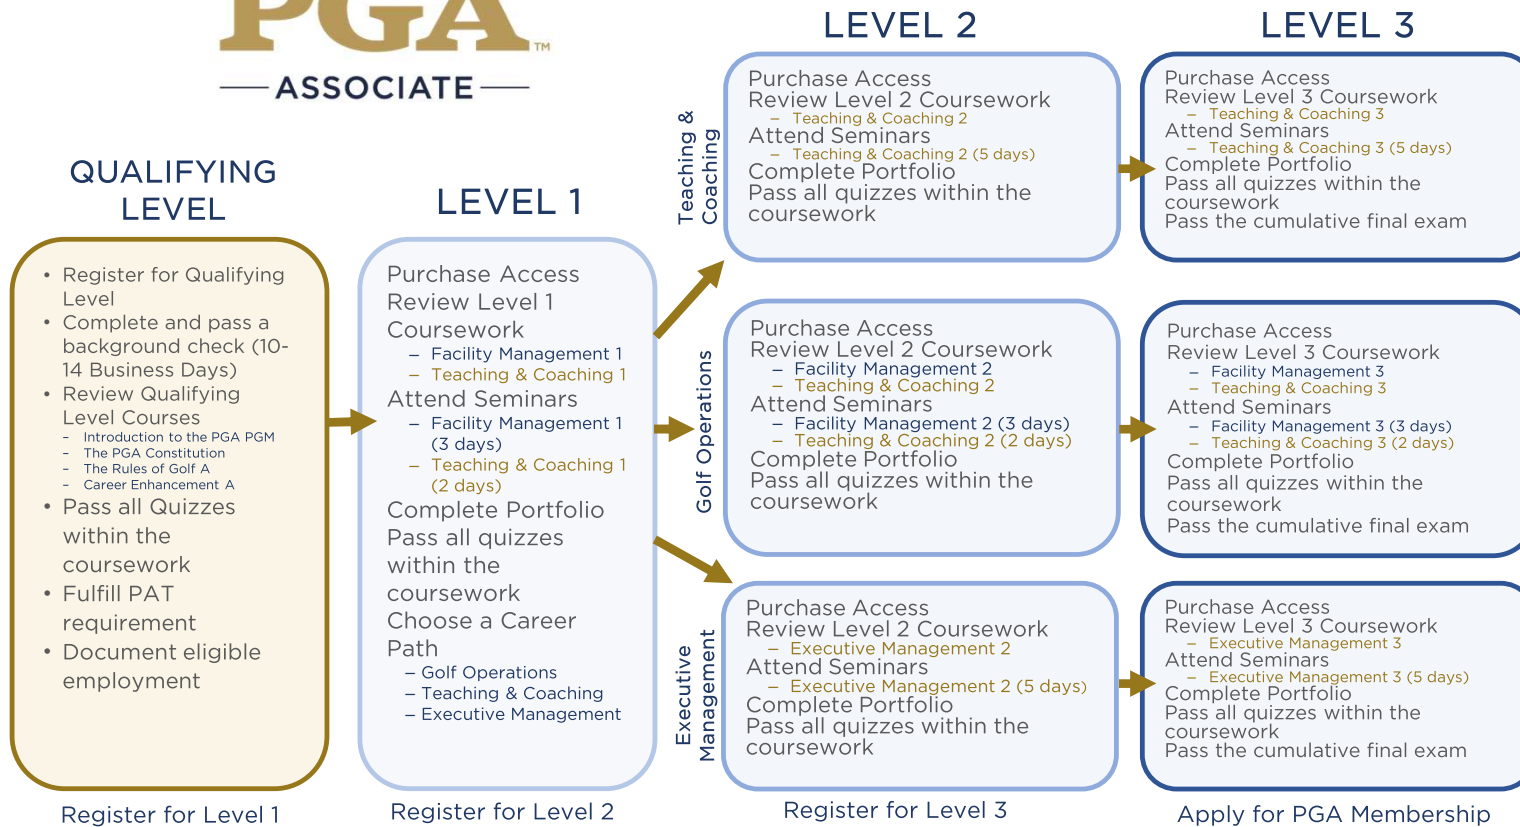 PGA™
ASSOCIATE
QUALIFYING
LEVEL
• Register for Qualifying
Level
• Complete and pass a
background check (10-
14 Business Days)
• Review Qualifying
Level Courses
– Introduction to the PGA PGM
– The PGA Constitution
– The Rules of Golf A
– Career Enhancement A
• Pass all Quizzes
within the
coursework
• Fulfill PAT
requirement
• Document eligible
employment
Register for Level 1
LEVEL 1
Purchase Access
Review Level 1
Coursework
– Facility Management 1
– Teaching & Coaching 1
Attend Seminars
– Facility Management 1
(3 days)
– Teaching & Coaching 1
(2 days)
Complete Portfolio
Pass all quizzes
within the
coursework
Choose a Career
Path
– Golf Operations
– Teaching & Coaching
– Executive Management
Register for Level 2
LEVEL 2
Teaching &
Coaching
Purchase Access
Review Level 2 Coursework
– Teaching & Coaching 2
Attend Seminars
– Teaching & Coaching 2 (5 days)
Complete Portfolio
Pass all quizzes within the
coursework
Golf Operations
Purchase Access
Review Level 2 Coursework
– Facility Management 2
– Teaching & Coaching 2
Attend Seminars
– Facility Management 2 (3 days)
– Teaching & Coaching 2 (2 days)
Complete Portfolio
Pass all quizzes within the
coursework
Executive
Management
Purchase Access
Review Level 2 Coursework
– Executive Management 2
Attend Seminars
– Executive Management 2 (5 days)
Complete Portfolio
Pass all quizzes within the
coursework
Register for Level 3
LEVEL 3
Purchase Access
Review Level 3 Coursework
– Teaching & Coaching 3
Attend Seminars
– Teaching & Coaching 3 (5 days)
Complete Portfolio
Pass all quizzes within the
coursework
Pass the cumulative final exam
Purchase Access
Review Level 3 Coursework
– Facility Management 3
– Teaching & Coaching 3
Attend Seminars
– Facility Management 3 (3 days)
– Teaching & Coaching 3 (2 days)
Complete Portfolio
Pass all quizzes within the
coursework
Pass the cumulative final exam
Purchase Access
Review Level 3 Coursework
– Executive Management 3
Attend Seminars
– Executive Management 3 (5 days)
Complete Portfolio
Pass all quizzes within the
coursework
Pass the cumulative final exam
Apply for PGA Membership